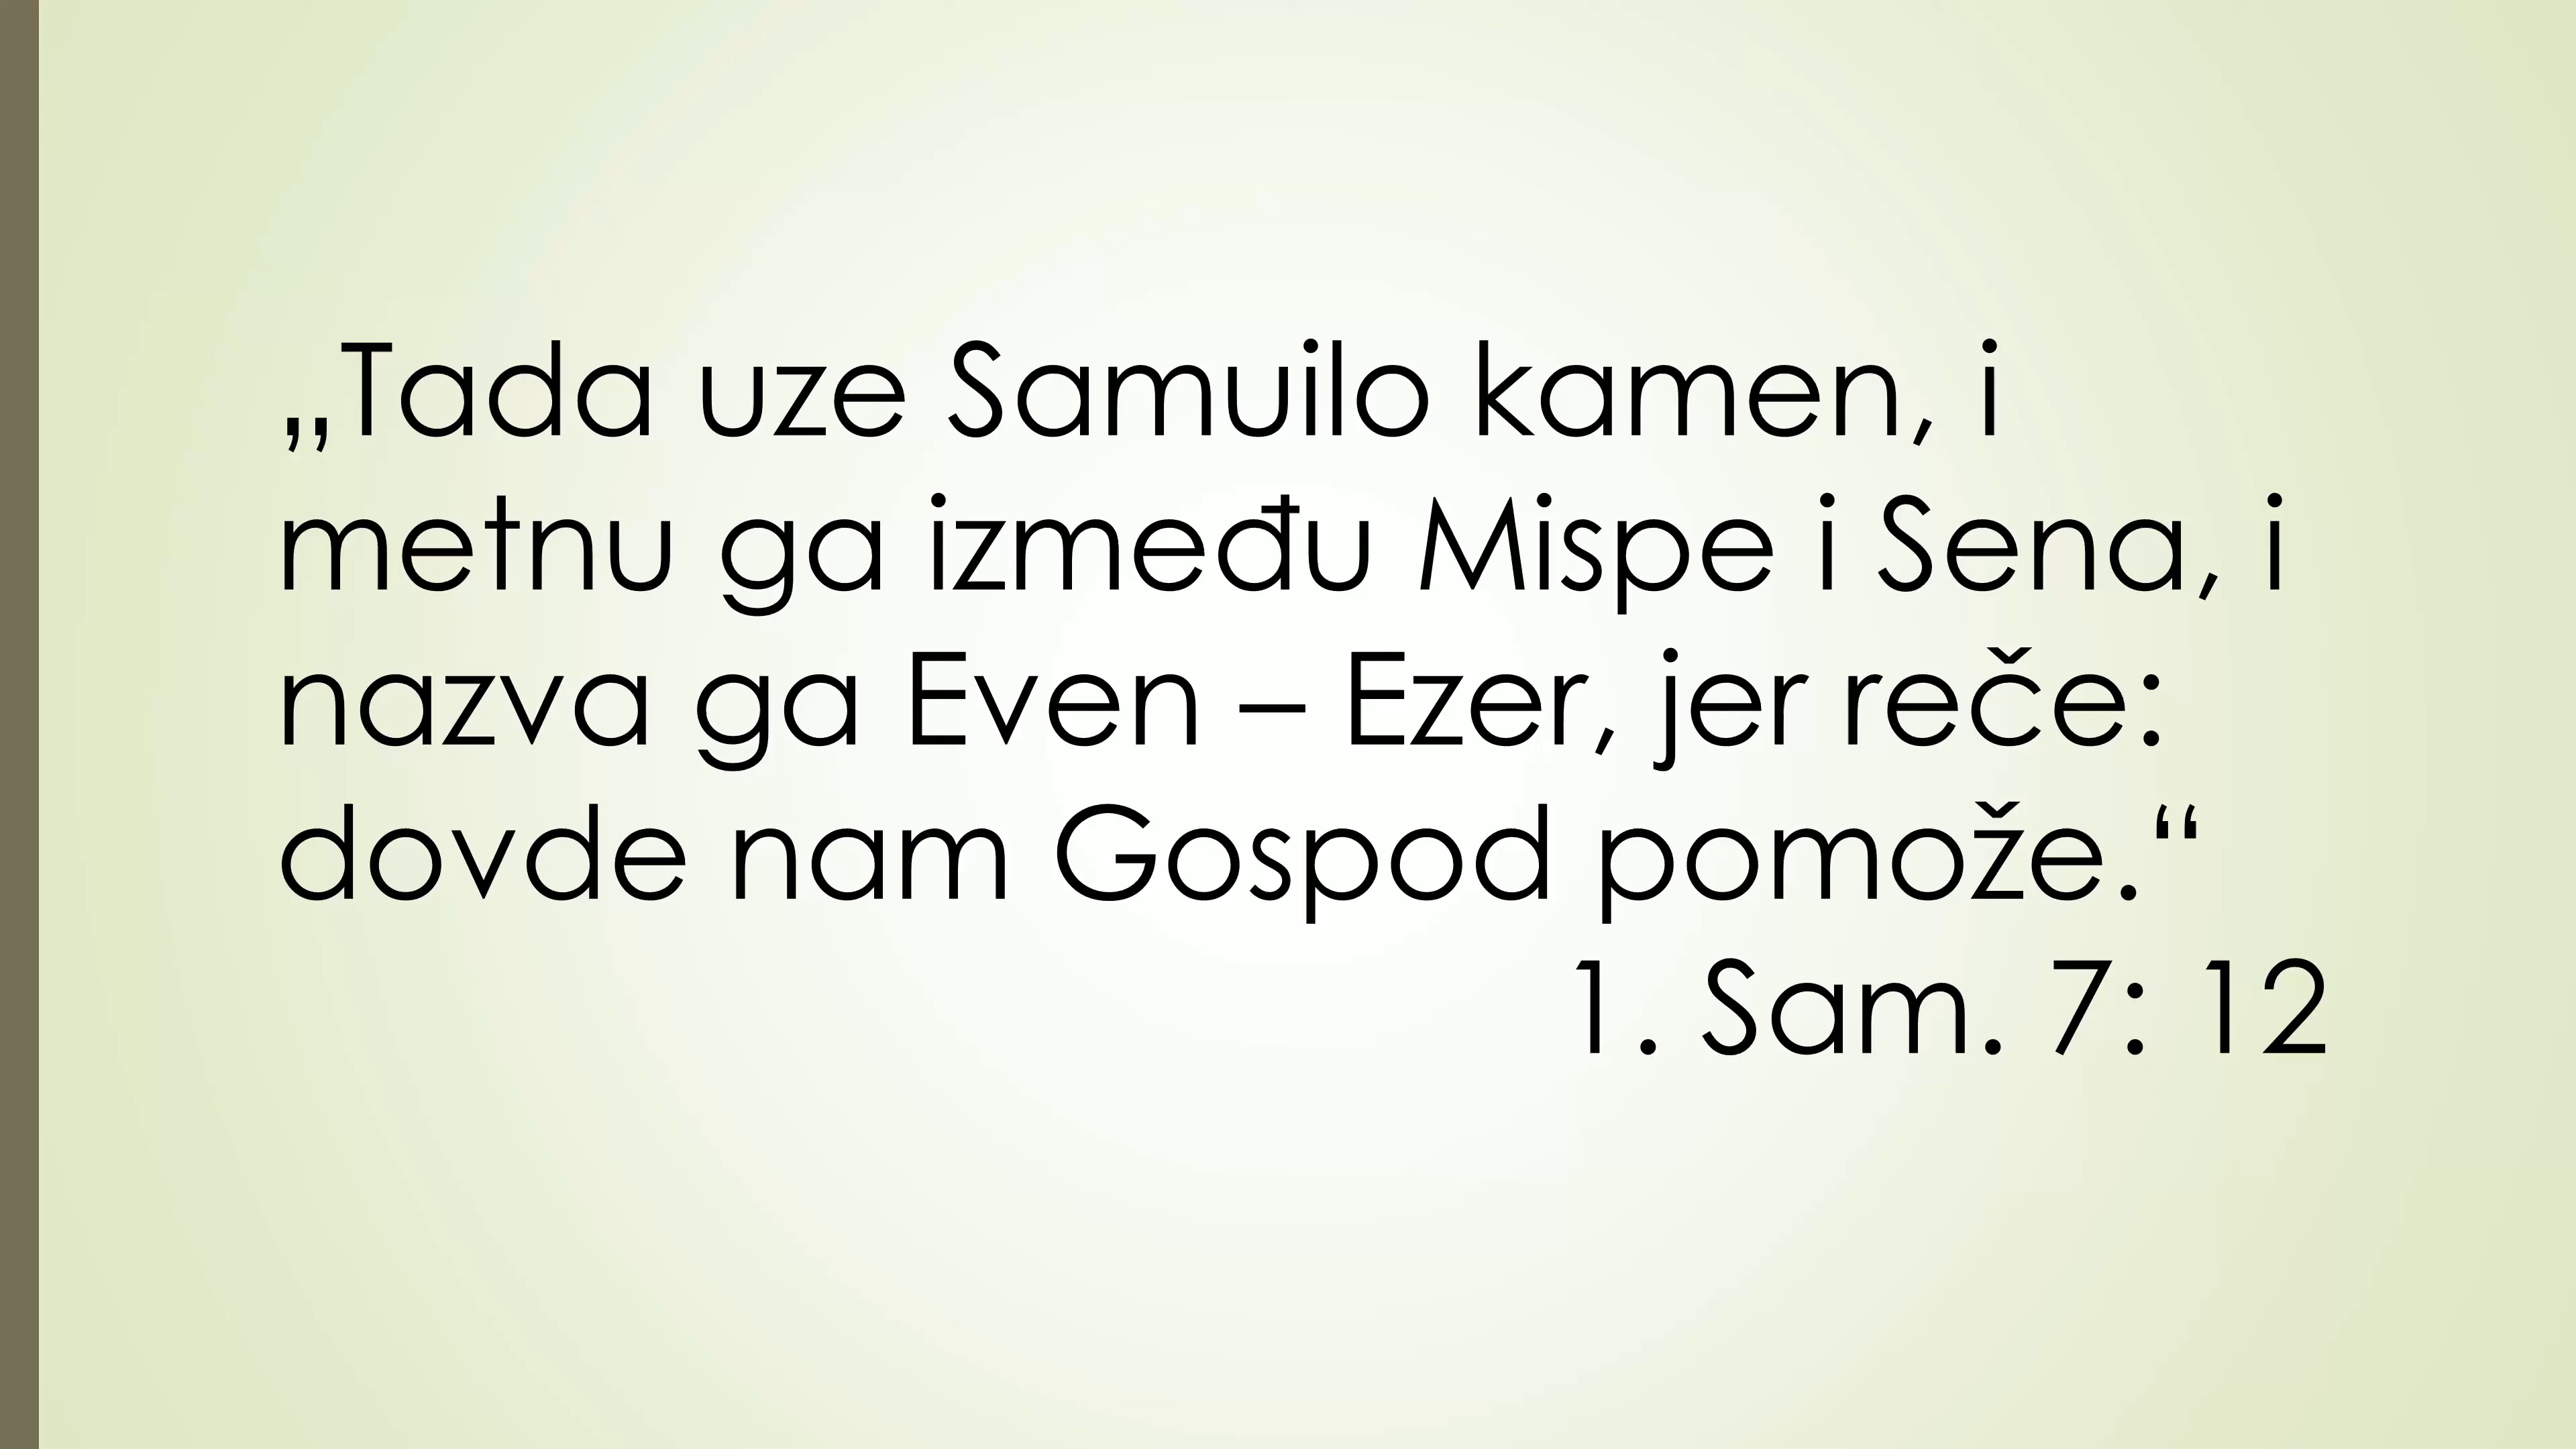 „Tada uze Samuilo kamen, i
metnu ga između Mispe i Sena, i
nazva ga Even – Ezer, jer reče:
dovde nam Gospod pomože.“
1. Sam. 7: 12